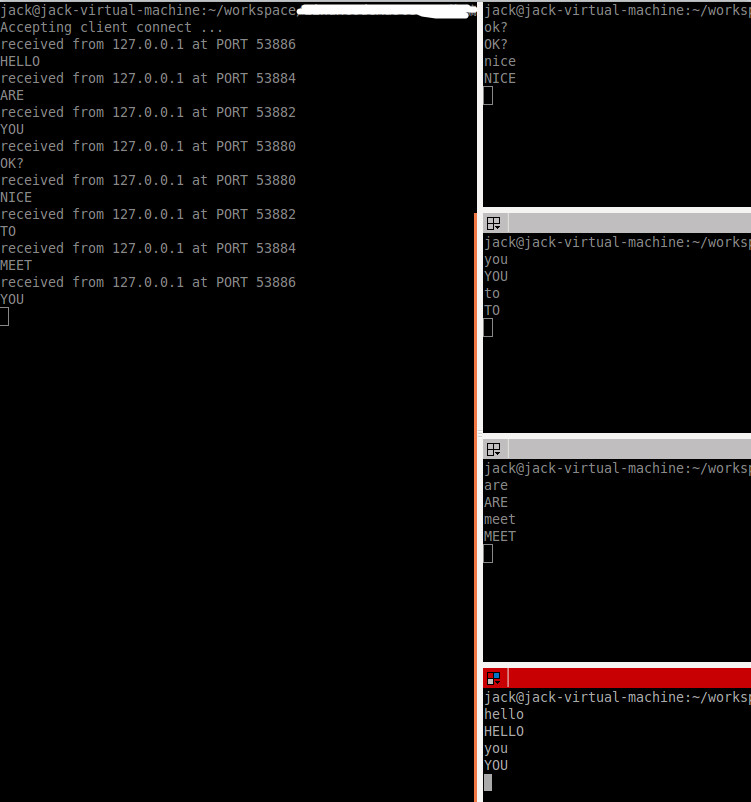 jack@jack-virtual-machine:~/workspace
Accepting client connect ...
received from 127.0.0.1 at PORT 53886
HELLO
received from 127.0.0.1 at PORT 53884
ARE
received from 127.0.0.1 at PORT 53882
YOU
received from 127.0.0.1 at PORT 53880
OK?
received from 127.0.0.1 at PORT 53880
NICE
received from 127.0.0.1 at PORT 53882
TO
received from 127.0.0.1 at PORT 53884
MEET
received from 127.0.0.1 at PORT 53886
YOU
jack@jack-virtual-machine:~/worksp
ok?
OK?
nice
NICE
jack@jack-virtual-machine:~/worksp
you
YOU
to
TO
jack@jack-virtual-machine:~/worksp
are
ARE
meet
MEET
jack@jack-virtual-machine:~/worksp
hello
HELLO
you
YOU